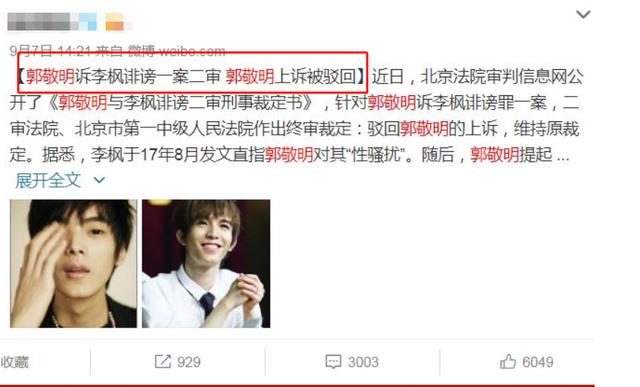 9月7日 14:21 来自 微博 weibo.com
【郭敬明诉李枫诽谤一案二审 郭敬明上诉被驳回】近日，北京法院审判信息网公
开了《郭敬明与李枫诽谤二审刑事裁定书》，针对郭敬明诉李枫诽谤罪一案，二
审法院、北京市第一中级人民法院作出终审裁定：驳回郭敬明的上诉，维持原裁
定。据悉，李枫于17年8月发文直指郭敬明对其“性骚扰”。随后，郭敬明提起 ...
展开全文
收藏 929 3003 6049